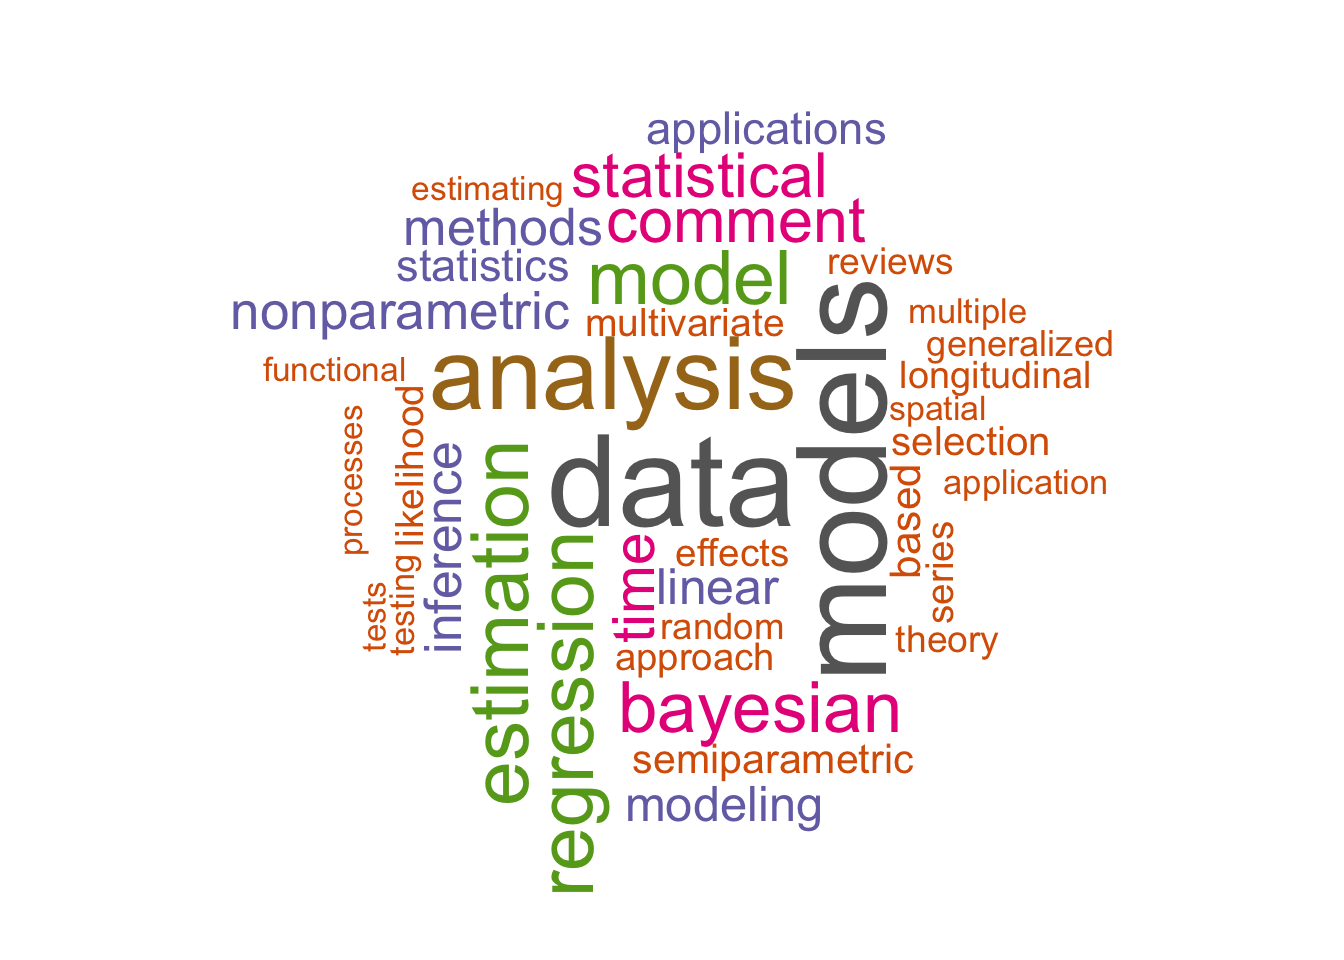 applications
statistical
estimating
comment
methods
statistics
reviews
model
nonparametric
multiple
multivariate
generalized
functional
analysis
longitudinal
models
spatial
selection
processes
likelihood
data
application
inference
estimation
based
series
effects
time
linear
tests
testing
random
theory
approach
regression
bayesian
semiparametric
modeling